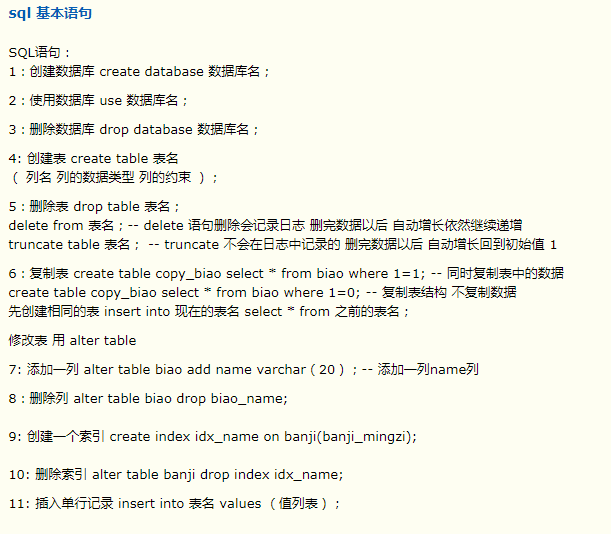 sql 基本语句
SQL语句：
1：创建数据库 create database 数据库名；
2：使用数据库 use 数据库名；
3：删除数据库 drop database 数据库名；
4: 创建表 create table 表名
（ 列名 列的数据类型 列的约束 ）；
5：删除表 drop table 表名；
delete from 表名；-- delete 语句删除会记录日志 删完数据以后 自动增长依然继续递增
truncate table 表名； -- truncate 不会在日志中记录的 删完数据以后 自动增长回到初始值 1
6：复制表 create table copy_biao select * from biao where 1=1; -- 同时复制表中的数据
create table copy_biao select * from biao where 1=0; -- 复制表结构 不复制数据
先创建相同的表 insert into 现在的表名 select * from 之前的表名；
修改表 用 alter table
7: 添加一列 alter table biao add name varchar（20）；-- 添加一列name列
8：删除列 alter table biao drop biao_name;
9: 创建一个索引 create index idx_name on banji(banji_mingzi);
10: 删除索引 alter table banji drop index idx_name;
11: 插入单行记录 insert into 表名 values （值列表）；